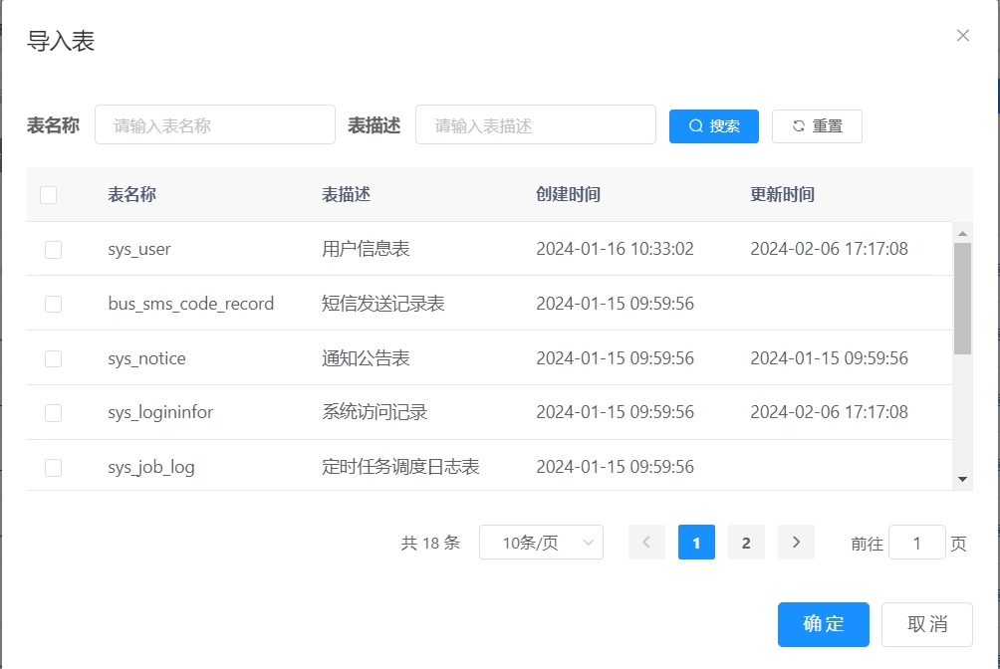 导入表
表名称 请输入表名称 表描述 请输入表描述 搜索 重置
表名称 表描述 创建时间 更新时间
sys_user 用户信息表 2024-01-16 10:33:02 2024-02-06 17:17:08
bus_sms_code_record 短信发送记录表 2024-01-15 09:59:56
sys_notice 通知公告表 2024-01-15 09:59:56 2024-01-15 09:59:56
sys_logininfor 系统访问记录 2024-01-15 09:59:56 2024-02-06 17:17:08
sys_job_log 定时任务调度日志表 2024-01-15 09:59:56
共 18 条 10条/页 1 2 前往 1 页
确 定 取 消